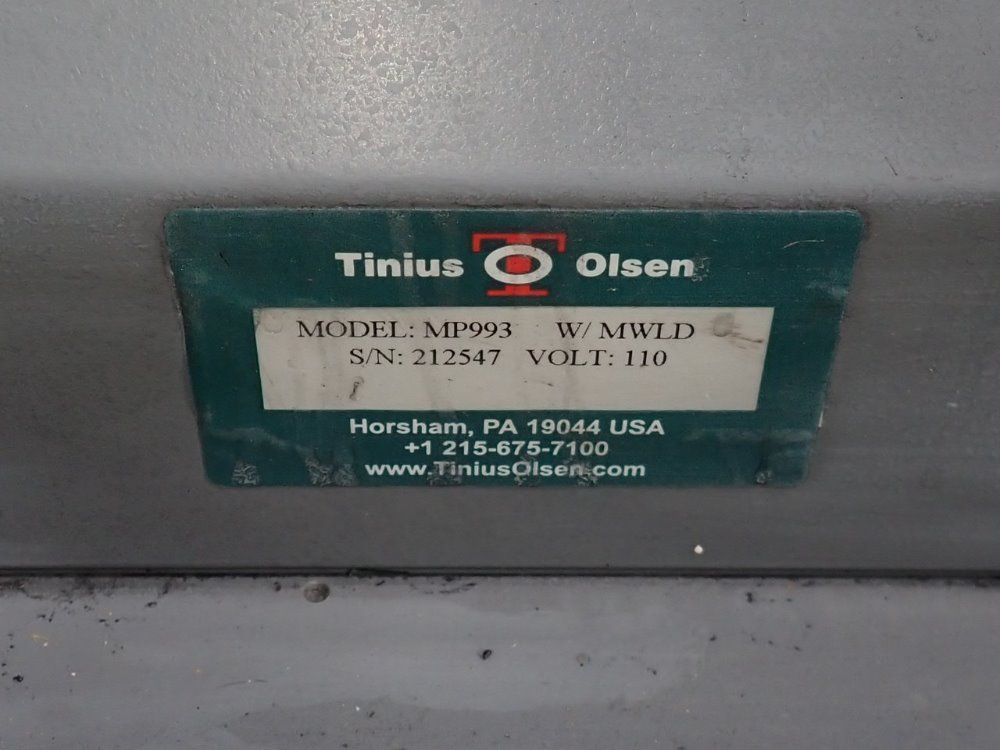 Tinius TO Olsen
MODEL: MP993 W/ MWLD
S/N: 212547 VOLT: 110
Horsham, PA 19044 USA
+1 215-675-7100
www.TiniusOlsen.com